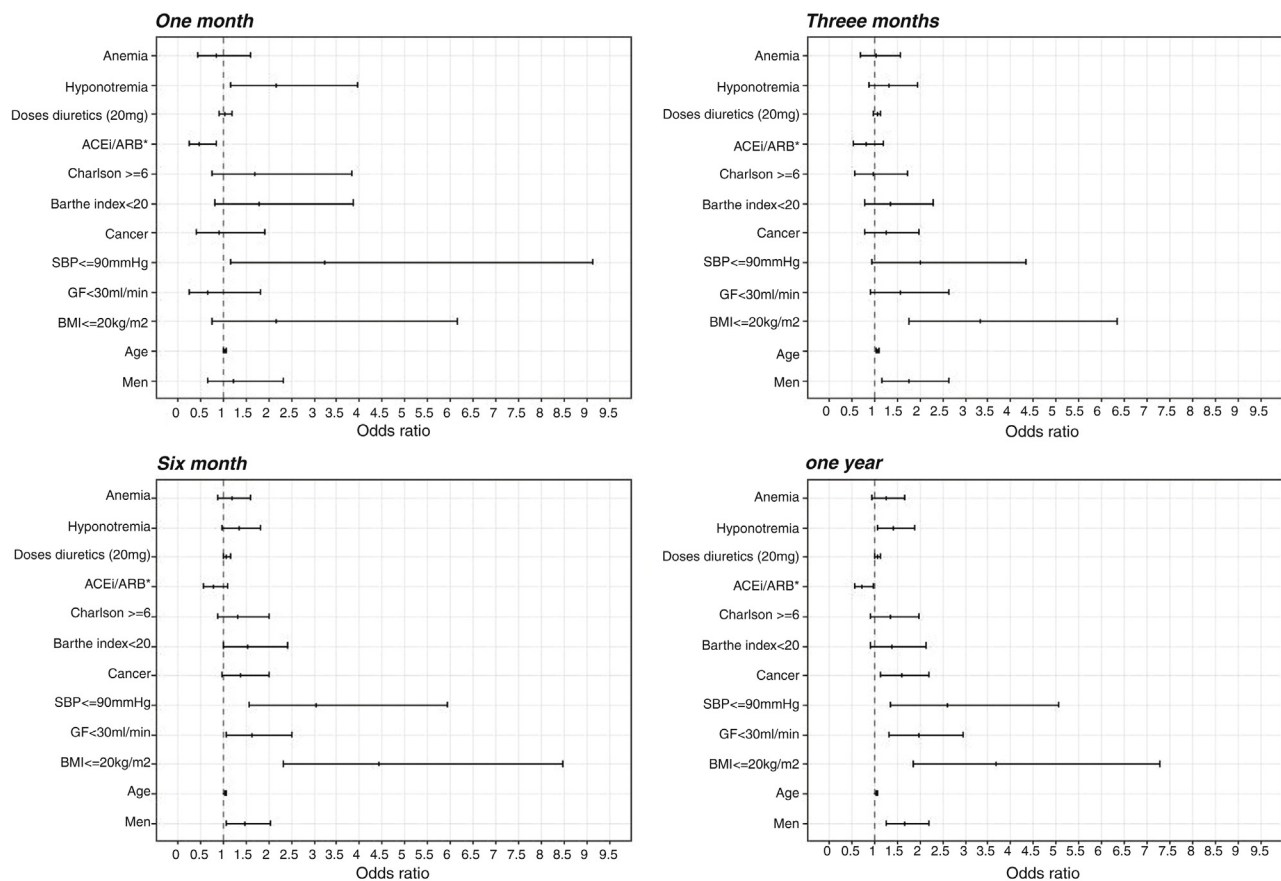 One month
Anemia
Hyponotremia
Doses diuretics (20mg)
ACEi/ARB*
Charlson >=6
Barthe index<20
Cancer
SBP<=90mmHg
GF<30ml/min
BMI<=20kg/m2
Age
Men
0 0.5 1 1.5 2 2.5 3 3.5 4 4.5 5 5.5 6 6.5 7 7.5 8 8.5 9 9.5
Odds ratio
Threee months
Anemia
Hyponotremia
Doses diuretics (20mg)
ACEi/ARB*
Charlson >=6
Barthe index<20
Cancer
SBP<=90mmHg
GF<30ml/min
BMI<=20kg/m2
Age
Men
0 0.5 1 1.5 2 2.5 3 3.5 4 4.5 5 5.5 6 6.5 7 7.5 8 8.5 9 9.5
Odds ratio
Six month
Anemia
Hyponotremia
Doses diuretics (20mg)
ACEi/ARB*
Charlson >=6
Barthe index<20
Cancer
SBP<=90mmHg
GF<30ml/min
BMI<=20kg/m2
Age
Men
0 0.5 1 1.5 2 2.5 3 3.5 4 4.5 5 5.5 6 6.5 7 7.5 8 8.5 9 9.5
Odds ratio
one year
Anemia
Hyponotremia
Doses diuretics (20mg)
ACEi/ARB*
Charlson >=6
Barthe index<20
Cancer
SBP<=90mmHg
GF<30ml/min
BMI<=20kg/m2
Age
Men
0 0.5 1 1.5 2 2.5 3 3.5 4 4.5 5 5.5 6 6.5 7 7.5 8 8.5 9 9.5
Odds ratio